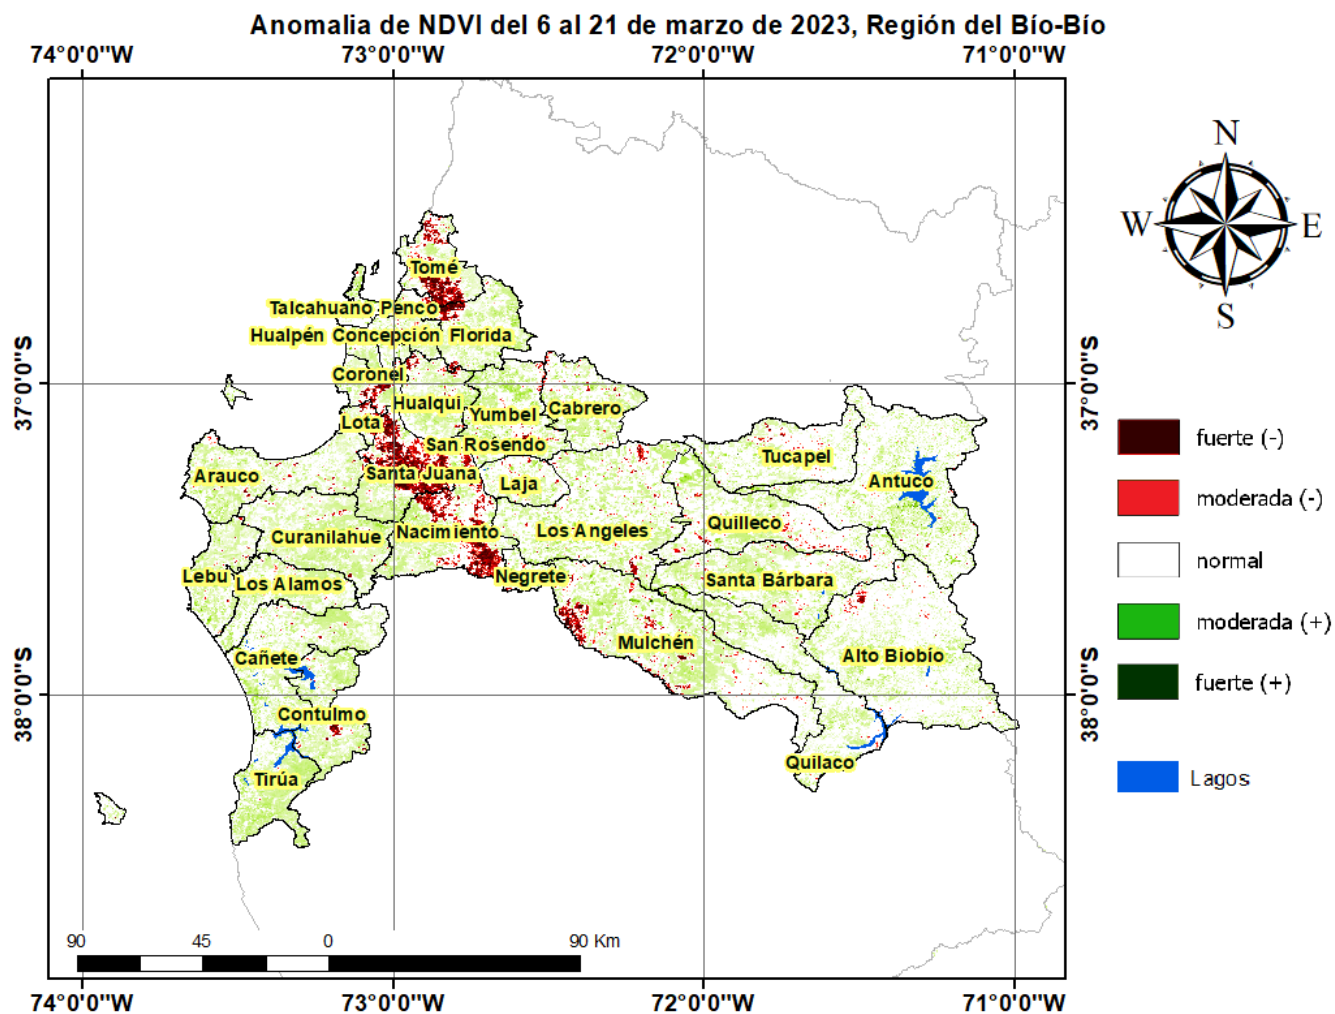 Anomalia de NDVI del 6 al 21 de marzo de 2023, Región del Bío-Bío
74°0'0"W 73°0'0"W 72°0'0"W 71°0'0"W
N
W E
S
Tomé
Talcahuano Penco
Hualpén Concepción Florida
37°0'0"S 37°0'0"S
Coronel
Hualqui
Yumbel Cabrero
Lota
San Rosendo
Tucapel
Arauco Santa Juana Laja Antuco
Curanilahue Nacimiento Los Angeles Quilleco
Lebu Los Alamos Negrete Santa Bárbara
Mulchén
Cañete Alto Biobío
38°0'0"S 38°0'0"S
Contulmo
Quilaco
Tirúa
fuerte (-)
moderada (-)
normal
moderada (+)
fuerte (+)
Lagos
90 45 0 90 Km
74°0'0"W 73°0'0"W 72°0'0"W 71°0'0"W